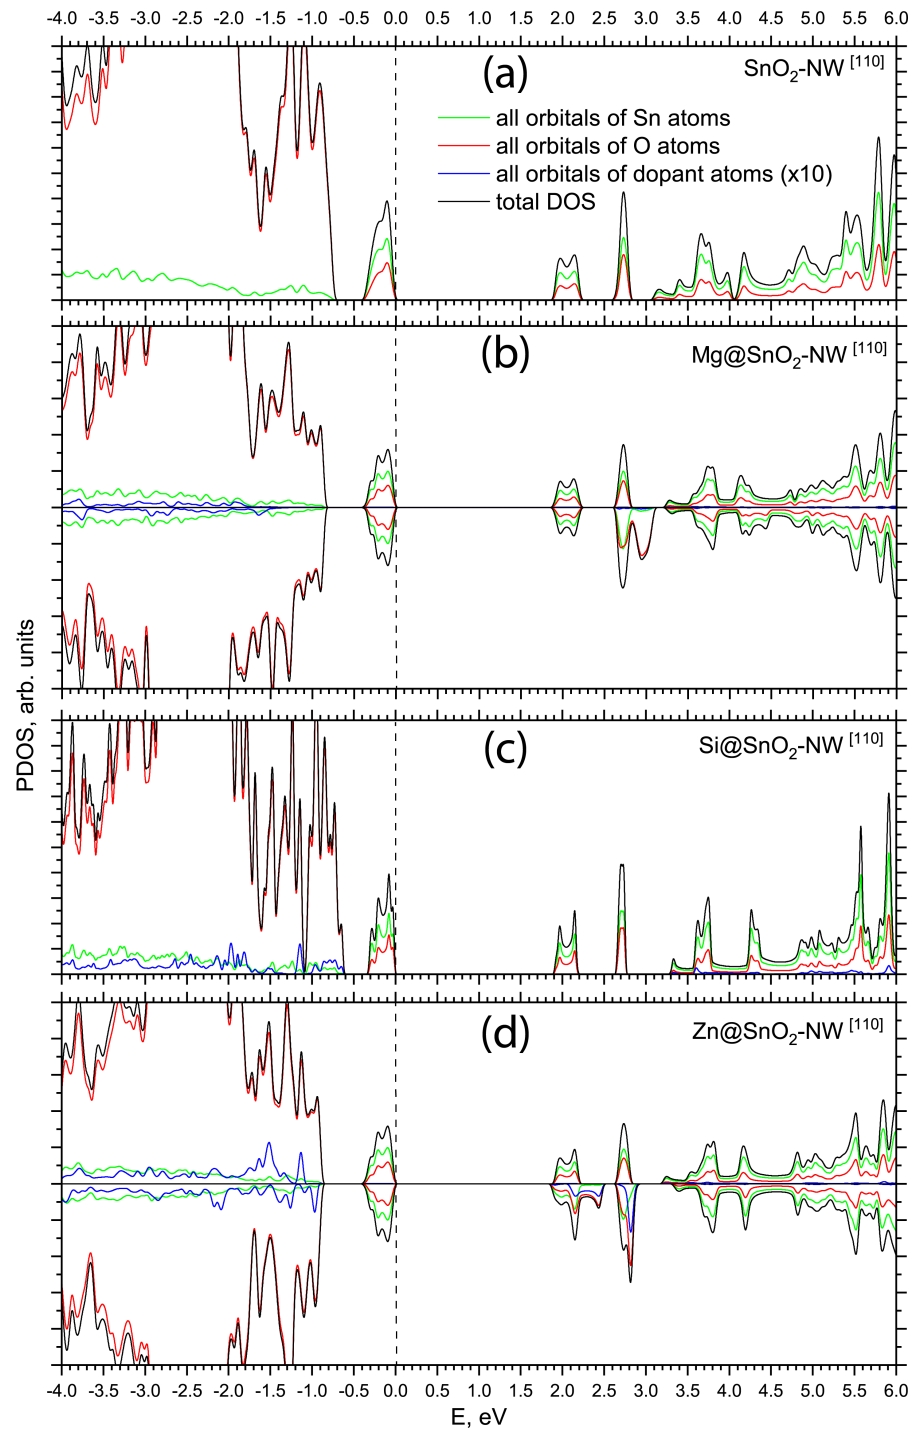 -4.0 -3.5 -3.0 -2.5 -2.0 -1.5 -1.0 -0.5 0.0 0.5 1.0 1.5 2.0 2.5 3.0 3.5 4.0 4.5 5.0 5.5 6.0
(a)
SnO₂-NW [110]
all orbitals of Sn atoms
all orbitals of O atoms
all orbitals of dopant atoms (x10)
total DOS
(b)
Mg@SnO₂-NW [110]
PDOS, arb. units
(c)
Si@SnO₂-NW [110]
(d)
Zn@SnO₂-NW [110]
-4.0 -3.5 -3.0 -2.5 -2.0 -1.5 -1.0 -0.5 0.0 0.5 1.0 1.5 2.0 2.5 3.0 3.5 4.0 4.5 5.0 5.5 6.0
E, eV